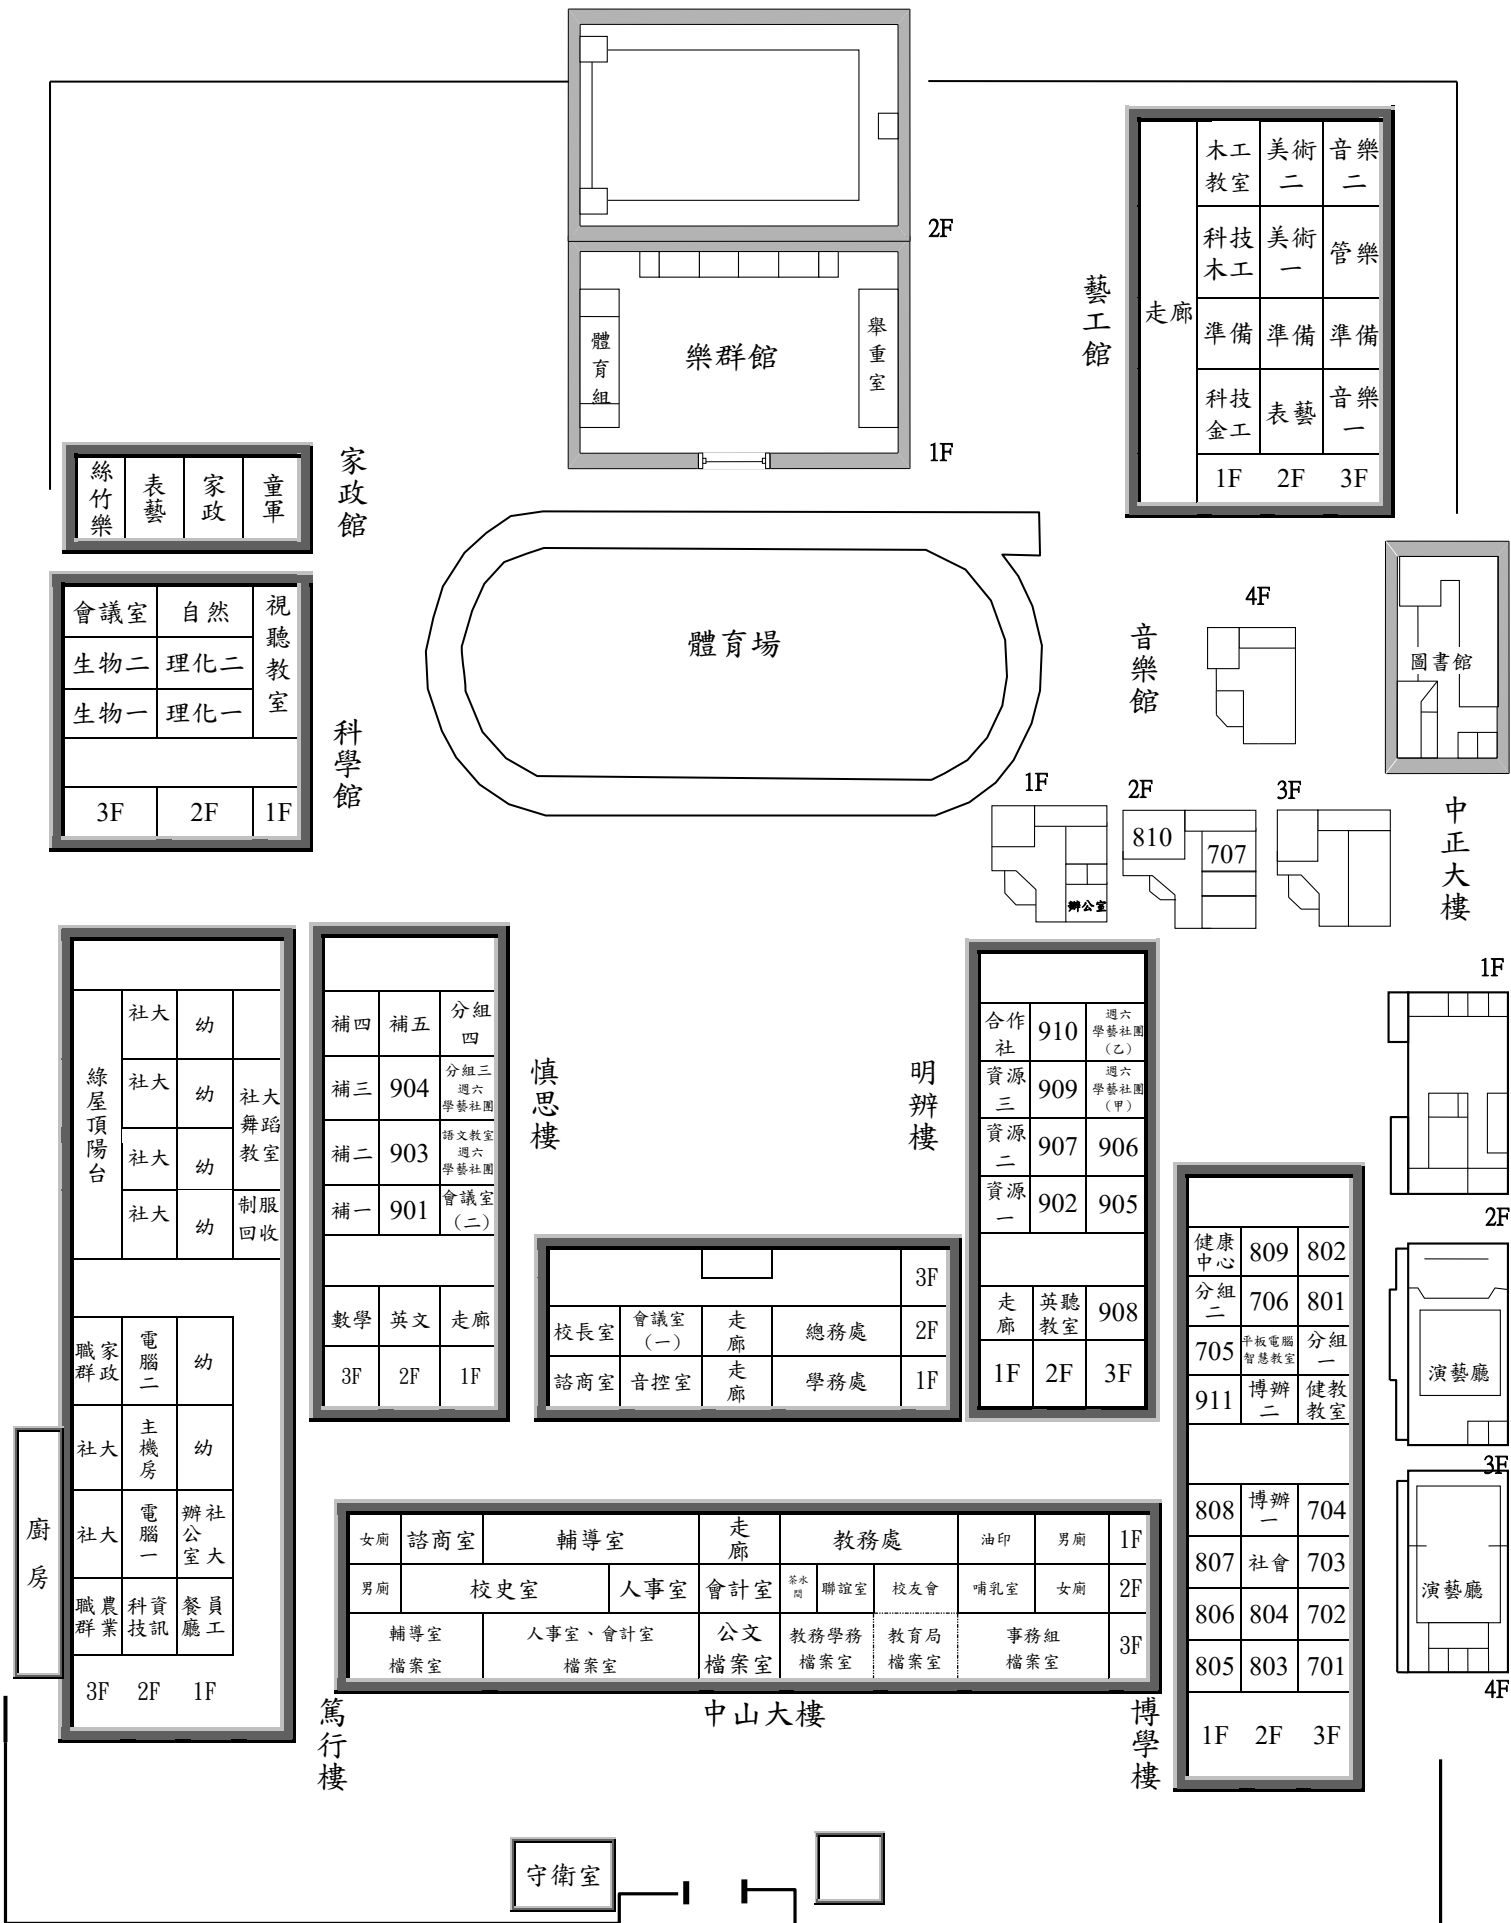 2F
樂群館
體育組
舉重室
1F
藝工館
走廊
木工教室 美術二 音樂二
科技木工 美術一 管樂
準備 準備 準備
科技金工 表藝 音樂一
1F 2F 3F
家政館
絲竹樂 表藝 家政 童軍
科學館
會議室 自然 視聽教室
生物二 理化二
生物一 理化一
3F 2F 1F
體育場
音樂館
4F
圖書館
1F
辦公室
2F
810
707
3F
中正大樓
1F
2F
演藝廳
3F
演藝廳
4F
綠屋頂陽台
社大 幼
社大 幼 社大舞蹈教室
社大 幼
社大 幼 制服回收
職群家政 電腦二 幼
社大 主機房 幼
社大 電腦一 社大辦公室
職群農業 資訊科技 員工餐廳
3F 2F 1F
廚房
篤行樓
慎思樓
補四 補五 分組四
補三 904 分組三
週六
學藝社團
補二 903 語文教室
週六
學藝社團
補一 901 會議室
(二)
數學 英文 走廊
3F 2F 1F
明辨樓
合作社 910 週六
學藝社團
(乙)
資源三 909 週六
學藝社團
(甲)
資源二 907 906
資源一 902 905
走廊 英聽教室 908
1F 2F 3F
3F
校長室 會議室
(一) 走廊 總務處 2F
諮商室 音控室 走廊 學務處 1F
女廁 諮商室 輔導室 走廊 教務處 油印 男廁 1F
男廁 校史室 人事室 會計室 茶水間 聯誼室 校友會 哺乳室 女廁 2F
輔導室
檔案室 人事室、會計室
檔案室 公文
檔案室 教務學務
檔案室 教育局
檔案室 事務組
檔案室 3F
中山大樓
博學樓
健康中心 809 802
分組二 706 801
705 平板電腦
智慧教室 分組一
911 博辦二 健教教室
808 博辦一 704
807 社會 703
806 804 702
805 803 701
1F 2F 3F
守衛室